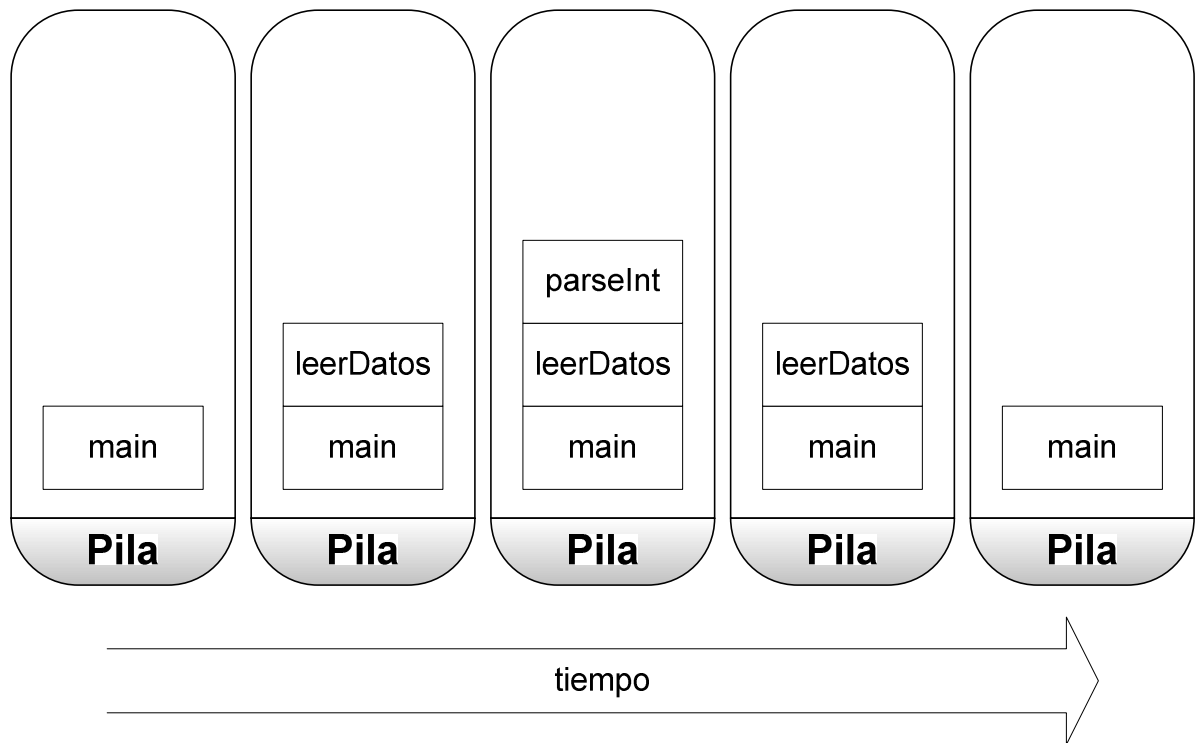 main
Pila
leerDatos
main
Pila
parseInt
leerDatos
main
Pila
leerDatos
main
Pila
main
Pila
tiempo